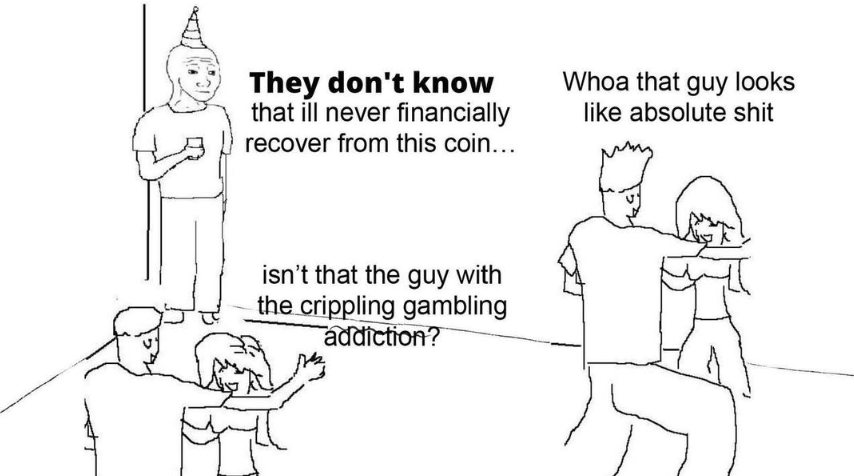 They don't know
that ill never financially
recover from this coin...
Whoa that guy looks
like absolute shit
isn't that the guy with
the crippling gambling
addiction?